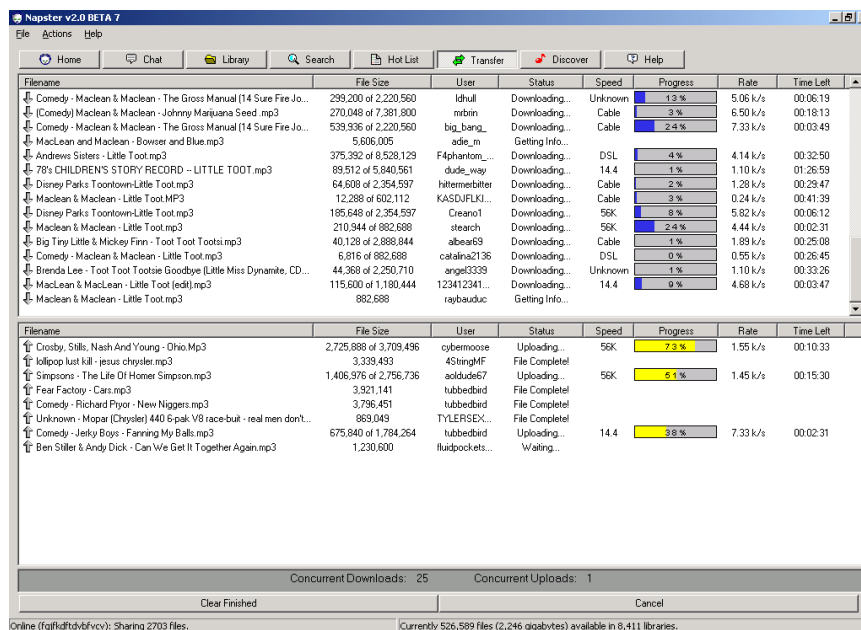 Napster v2.0 BETA 7
File Actions Help
Home Chat Library Search Hot List Transfer Discover Help
Filename File Size User Status Speed Progress Rate Time Left
Comedy - Maclean & Maclean - The Gross Manual (14 Sure Fire Jo... 299,200 of 2,220,560 ldhull Downloading... Unknown 13 % 5.06 k/s 00:06:19
(Comedy) Maclean & Maclean - Johnny Marijuana Seed .mp3 270,048 of 7,381,800 mrbrin Downloading... Cable 3 % 6.50 k/s 00:18:13
Comedy - Maclean & Maclean - The Gross Manual (14 Sure Fire Jo... 539,936 of 2,220,560 big_bang_ Downloading... Cable 24 % 7.33 k/s 00:03:49
MacLean and Maclean - Bowser and Blue.mp3 5,606,005 adie_m Getting Info...
Andrews Sisters - Little Toot.mp3 375,392 of 8,528,129 F4phantom_... Downloading... DSL 4 % 4.14 k/s 00:32:50
78's CHILDREN'S STORY RECORD -- LITTLE TOOT.mp3 89,512 of 5,840,561 dude_way Downloading... 14.4 1 % 1.10 k/s 01:26:59
Disney Parks Toontown-Little Toot.mp3 64,608 of 2,354,597 hittermerbitter Downloading... Cable 2 % 1.28 k/s 00:29:47
Maclean & Maclean - Little Toot.MP3 12,288 of 602,112 KASDJFLKI... Downloading... Cable 3 % 0.24 k/s 00:41:39
Disney Parks Toontown-Little Toot.mp3 185,648 of 2,354,597 Creano1 Downloading... 56K 8 % 5.82 k/s 00:06:12
Maclean & Maclean - Little Toot.mp3 210,944 of 882,688 stearch Downloading... 56K 24 % 4.44 k/s 00:02:31
Big Tiny Little & Mickey Finn - Toot Toot Tootsi.mp3 40,128 of 2,888,844 albear69 Downloading... Cable 1 % 1.89 k/s 00:25:08
Comedy - Maclean & Maclean - Little Toot.mp3 6,816 of 882,688 catalina2136 Downloading... DSL 0 % 0.55 k/s 00:26:45
Brenda Lee - Toot Toot Tootsie Goodbye (Little Miss Dynamite, CD... 44,368 of 2,250,710 angel3339 Downloading... Unknown 1 % 1.10 k/s 00:33:26
MacLean & MacLean - Little Toot (edit).mp3 115,600 of 1,180,444 123412341... Downloading... 14.4 9 % 4.68 k/s 00:03:47
Maclean & Maclean - Little Toot.mp3 882,688 raybauduc Getting Info...
Filename File Size User Status Speed Progress Rate Time Left
Crosby, Stills, Nash And Young - Ohio.Mp3 2,725,888 of 3,709,496 cybermoose Uploading... 56K 73 % 1.55 k/s 00:10:33
lollipop lust kill - jesus chrysler.mp3 3,339,493 4StringMF File Complete!
Simpsons - The Life Of Homer Simpson.mp3 1,406,976 of 2,756,736 aoldude67 Uploading... 56K 51 % 1.45 k/s 00:15:30
Fear Factory - Cars.mp3 3,921,141 tubbedbird File Complete!
Comedy - Richard Pryor - New Niggers.mp3 3,796,451 tubbedbird File Complete!
Unknown - Mopar (Chrysler) 440 6-pak V8 race-buit - real men don't... 869,049 TYLERSEX... File Complete!
Comedy - Jerky Boys - Fanning My Balls.mp3 675,840 of 1,784,264 tubbedbird Uploading... 14.4 38 % 7.33 k/s 00:02:31
Ben Stiller & Andy Dick - Can We Get It Together Again.mp3 1,230,600 fluidpockets... Waiting...
Concurrent Downloads: 25 Concurrent Uploads: 1
Clear Finished Cancel
Online (fqifkdftdvbfvcv): Sharing 2703 files. Currently 526,589 files (2,246 gigabytes) available in 8,411 libraries.